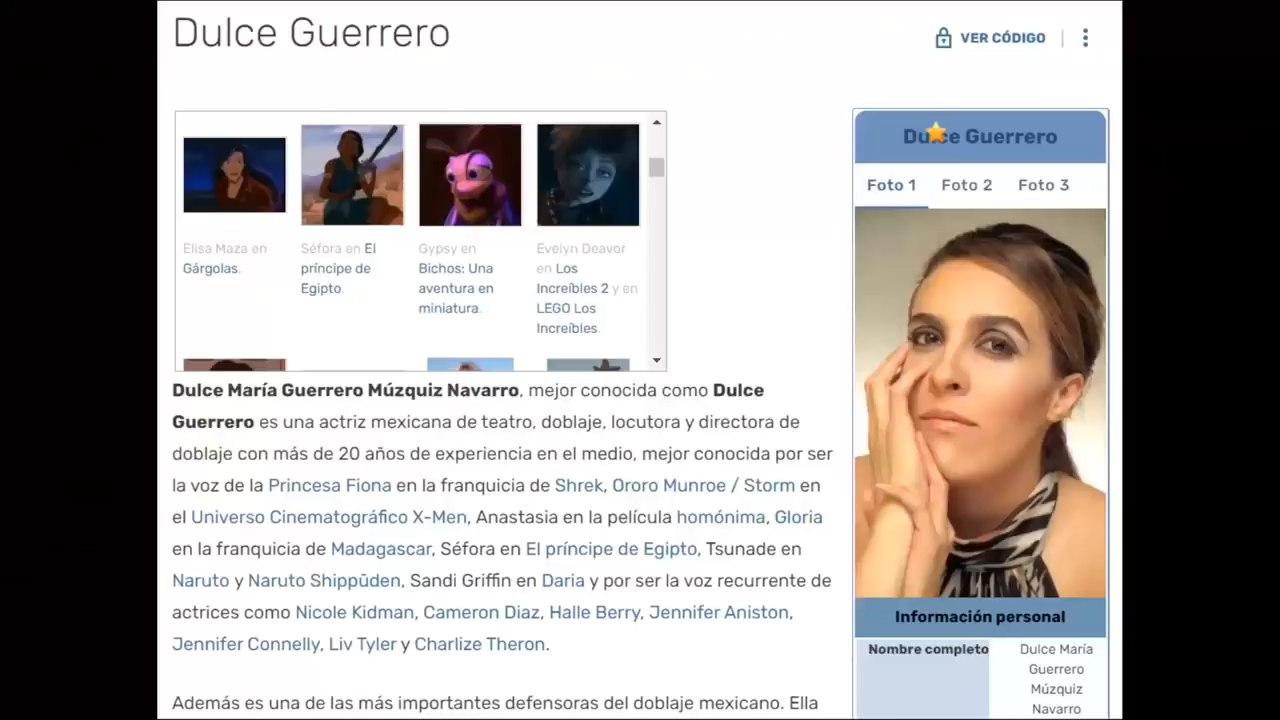 Dulce Guerrero
VER CÓDIGO
Elisa Maza en
Gárgolas.
Séfora en El
príncipe de
Egipto.
Gypsy en
Bichos: Una
aventura en
miniatura.
Evelyn Deavor
en Los
Increíbles 2 y en
LEGO Los
Increíbles.
Dulce María Guerrero Múzquiz Navarro, mejor conocida como Dulce
Guerrero es una actriz mexicana de teatro, doblaje, locutora y directora de
doblaje con más de 20 años de experiencia en el medio, mejor conocida por ser
la voz de la Princesa Fiona en la franquicia de Shrek, Ororo Munroe / Storm en
el Universo Cinematográfico X-Men, Anastasia en la película homónima, Gloria
en la franquicia de Madagascar, Séfora en El príncipe de Egipto, Tsunade en
Naruto y Naruto Shippūden, Sandi Griffin en Daria y por ser la voz recurrente de
actrices como Nicole Kidman, Cameron Diaz, Halle Berry, Jennifer Aniston,
Jennifer Connelly, Liv Tyler y Charlize Theron.
Además es una de las más importantes defensoras del doblaje mexicano. Ella
Dulce Guerrero
Foto 1 Foto 2 Foto 3
Información personal
Nombre completo
Dulce María
Guerrero
Múzquiz
Navarro